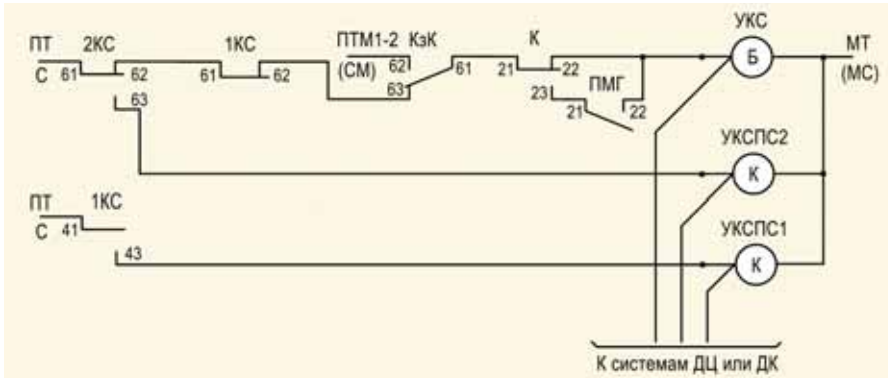 УКС
ПТ 2КС 1КС ПТМ1-2 КзК К МТ
С 61 62 61 62 (СМ) 62 61 21 22 Б (МС)
63 63 23 ПМГ
21 22
УКСПС2
К
ПТ 1КС
УКСПС1
С 41
43 К
К системам ДЦ или ДК